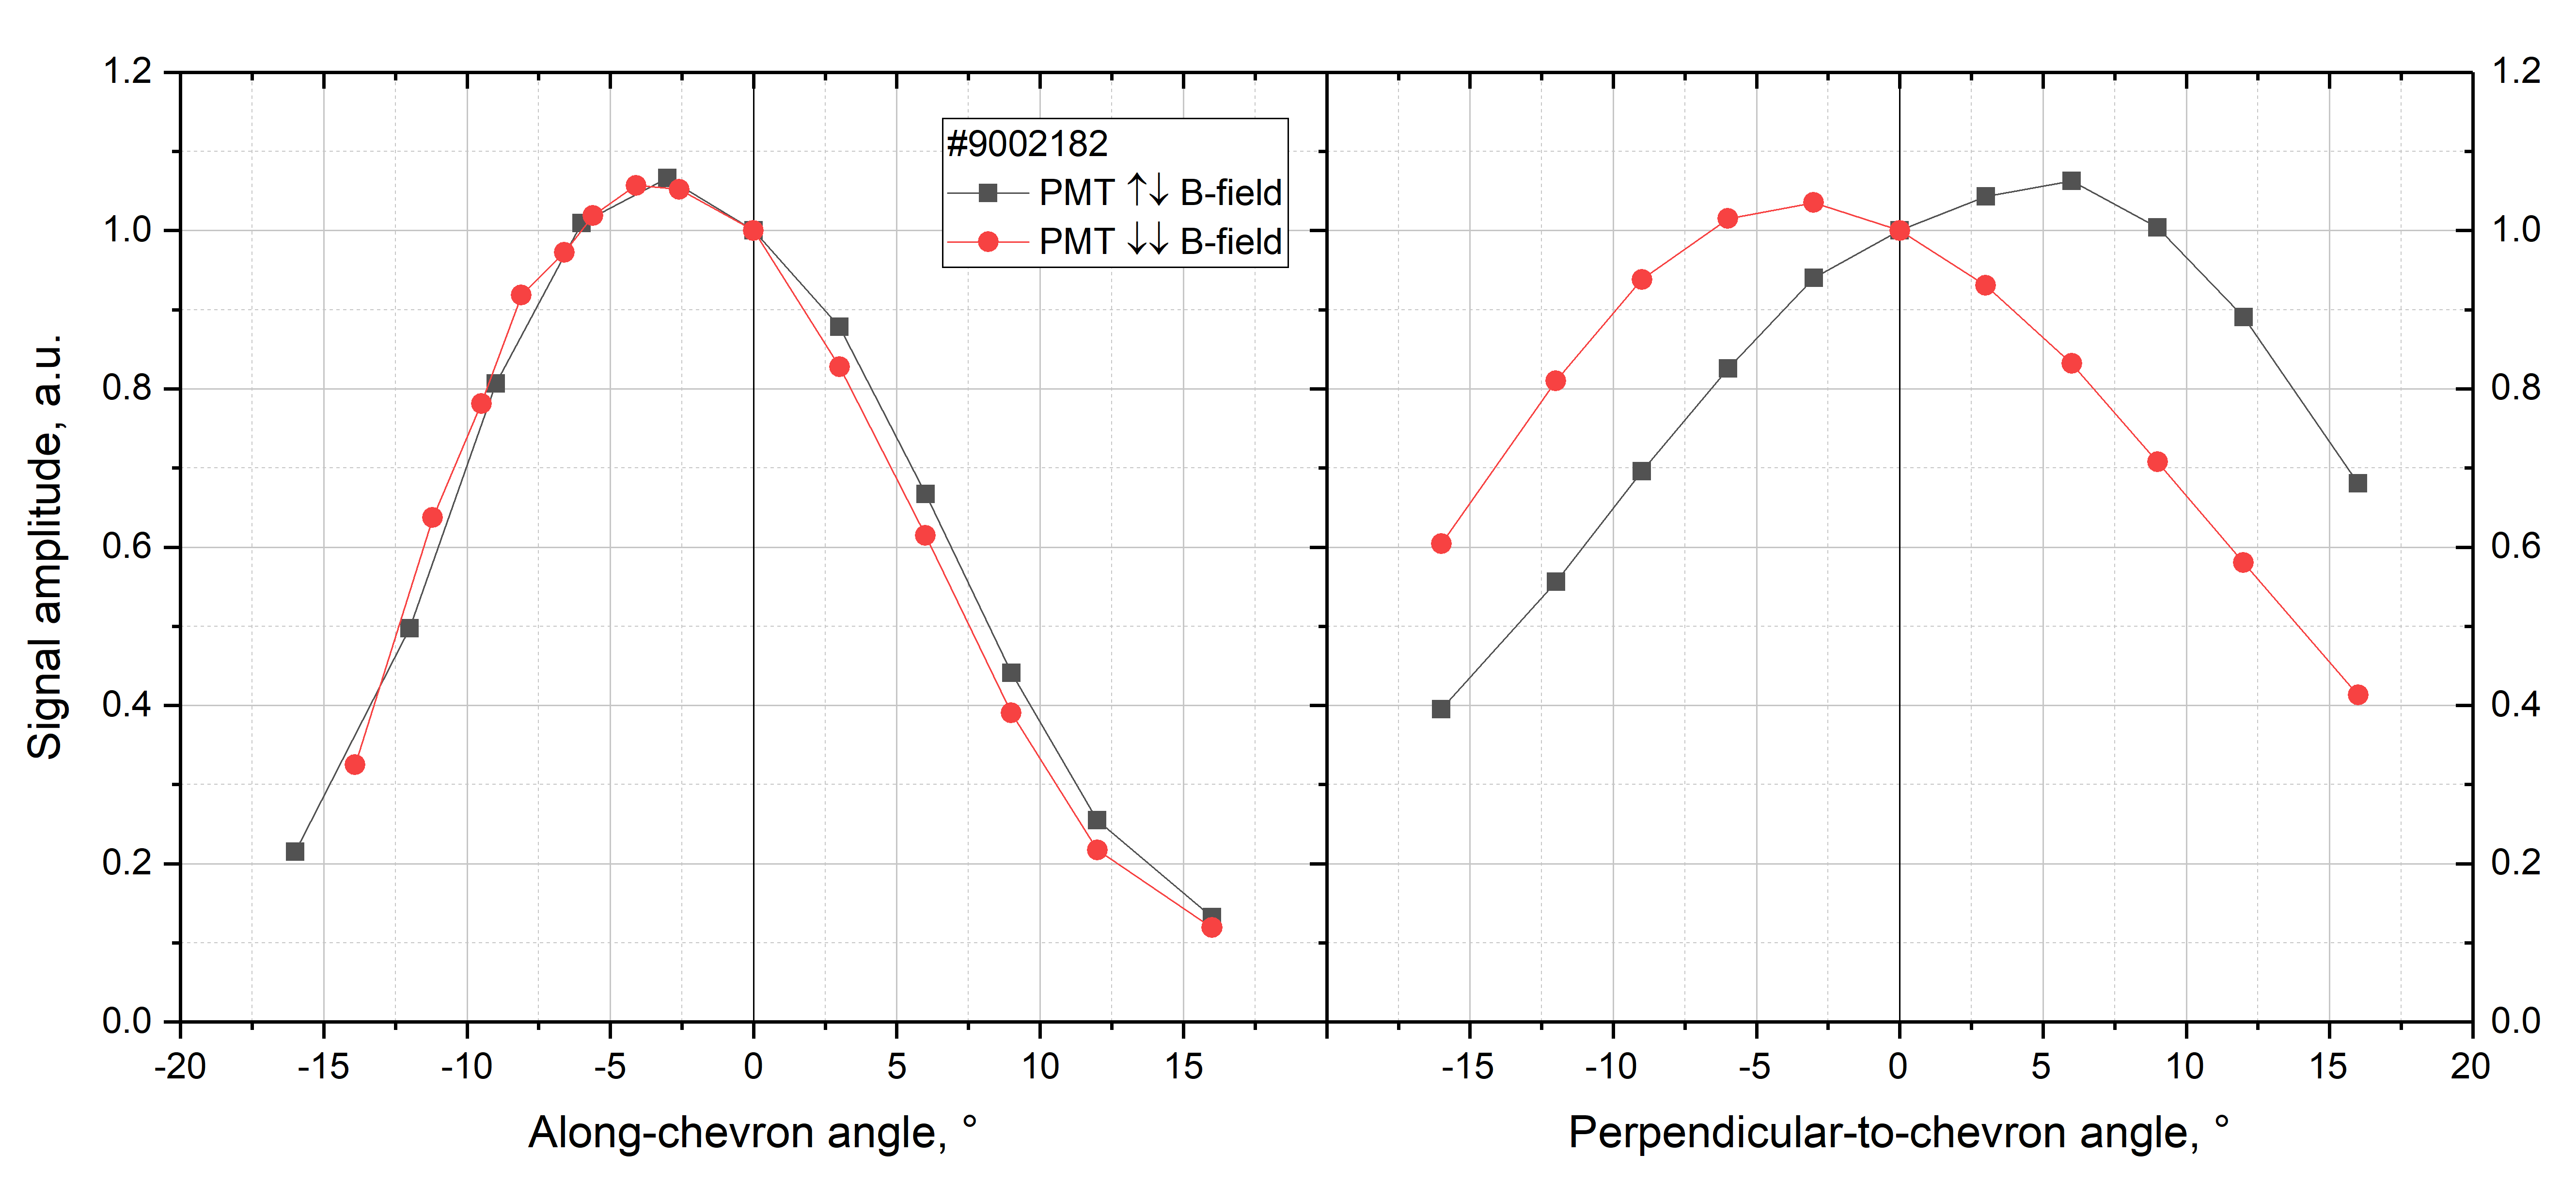 1.2
1.0
0.8
0.6
0.4
0.2
0.0
Signal amplitude, a.u.
#9002182
PMT ↑↓ B-field
PMT ↓↓ B-field
-20 -15 -10 -5 0 5 10 15
Along-chevron angle, °
-15 -10 -5 0 5 10 15 20
Perpendicular-to-chevron angle, °
1.2
1.0
0.8
0.6
0.4
0.2
0.0